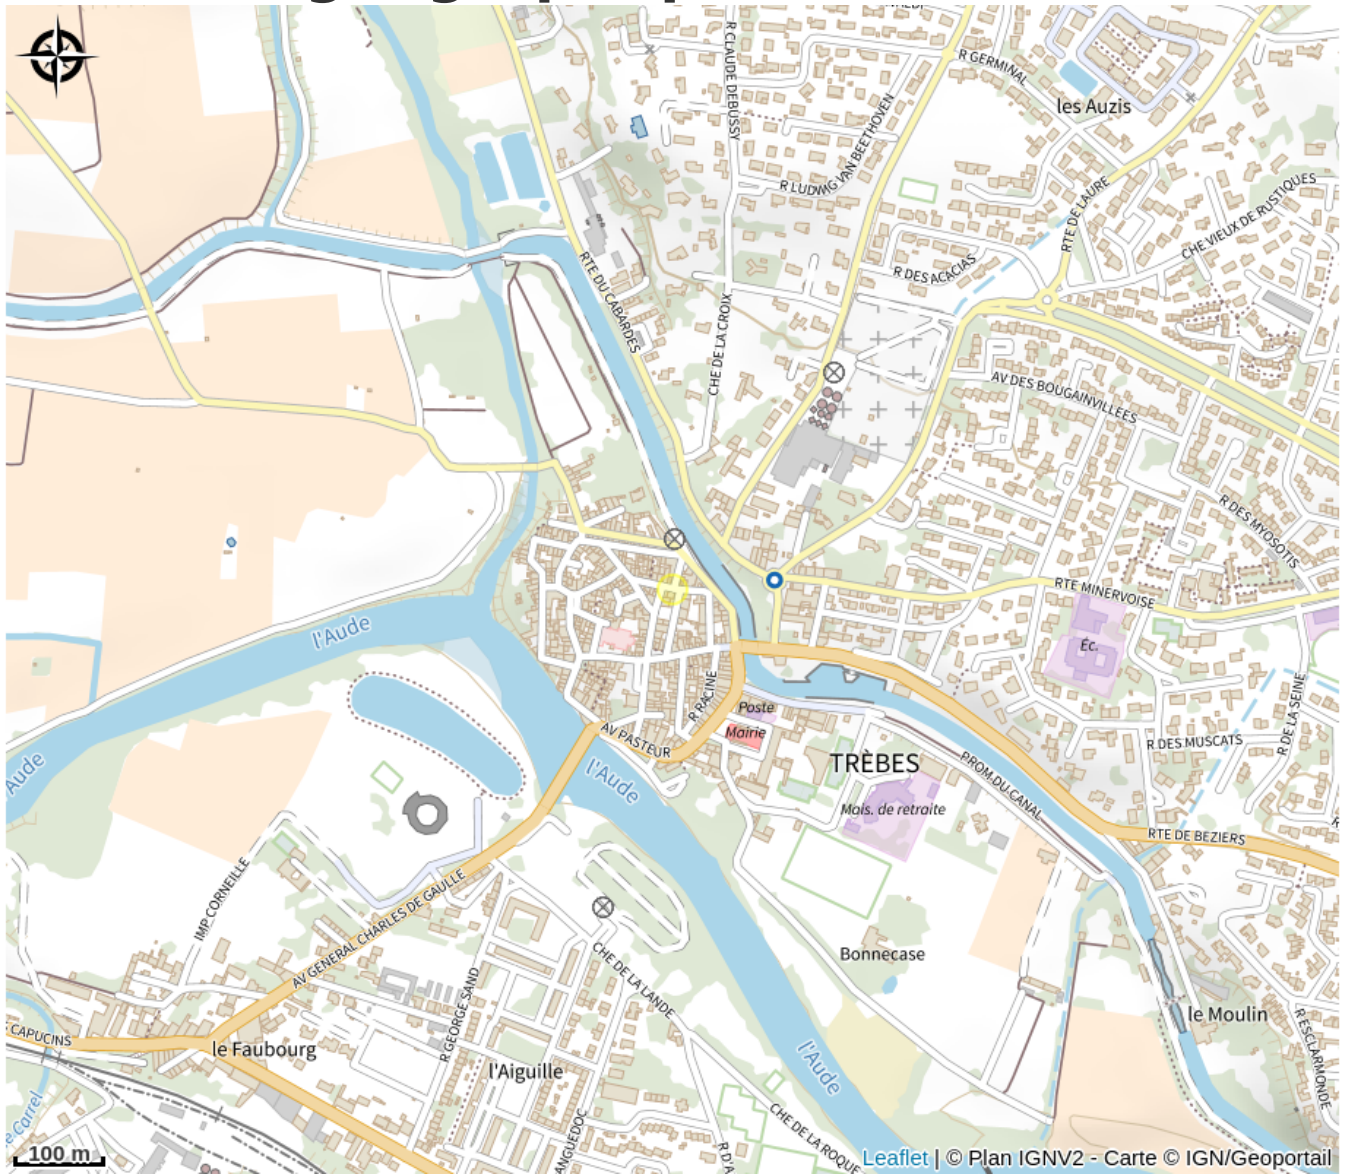 R CLAUDE DEBUSSY
R GERMINAL
les Auzis
R LUDWIG VAN BEETHOVEN
RTE DE LAURE
CHE VIEUX DE RUSTIQUES
RTE DU CABARDES
R DES ACACIAS
CHE DE LA CROIX
AV DES BOUGAINVILLEES
R DES MYOSOTIS
RTE MINERVOISE
l'Aude
Éc.
R RACINE
Poste
Mairie
AV PASTEUR
R DE LA SEINE
R DES MUSCATS
TRÈBES
l'Aude
Aude
PROM DU CANAL
Mais. de retraite
RTE DE BEZIERS
IMP CORNEILLE
AV GENERAL CHARLES DE GAULLE
Bonnecase
CHE DE LA LANDE
R GEORGE SAND
le Moulin
CAPUCINS
le Faubourg
R ESCLARMONDE
l'Aiguille
l'Aude
CHE DE LA ROQUE
ANGUEDOC
R D'A
Carrel
100 m
Leaflet | © Plan IGNV2 - Carte © IGN/Geoportail